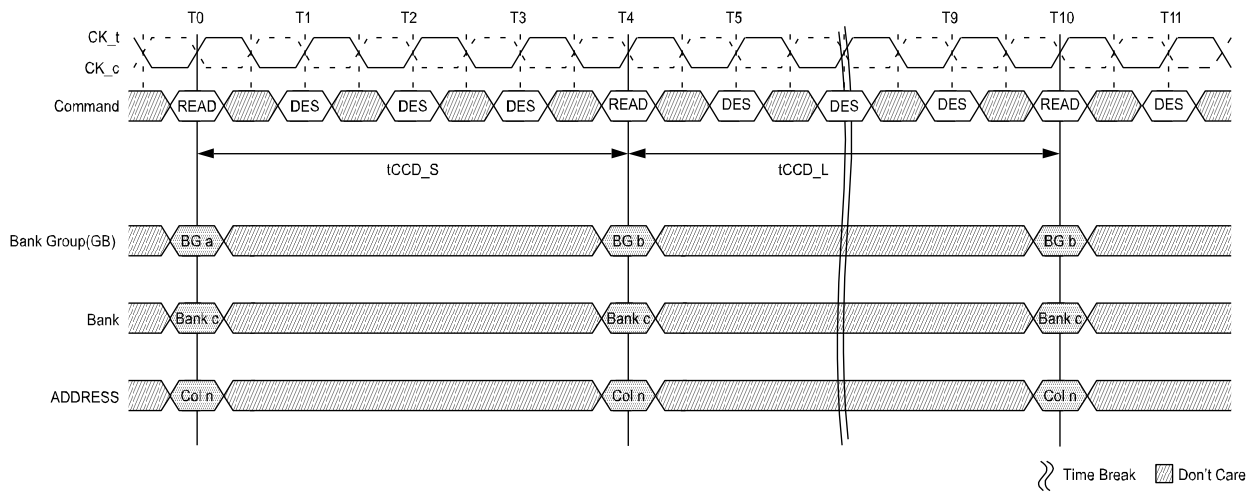 T0 T1 T2 T3 T4 T5 T9 T10 T11
CK_t
CK_c
Command READ DES DES DES READ DES DES DES READ DES
tCCD_S tCCD_L
Bank Group(GB) BG a BG b BG b
Bank Bank c Bank c Bank c
ADDRESS Col n Col n Col n
Time Break Don't Care